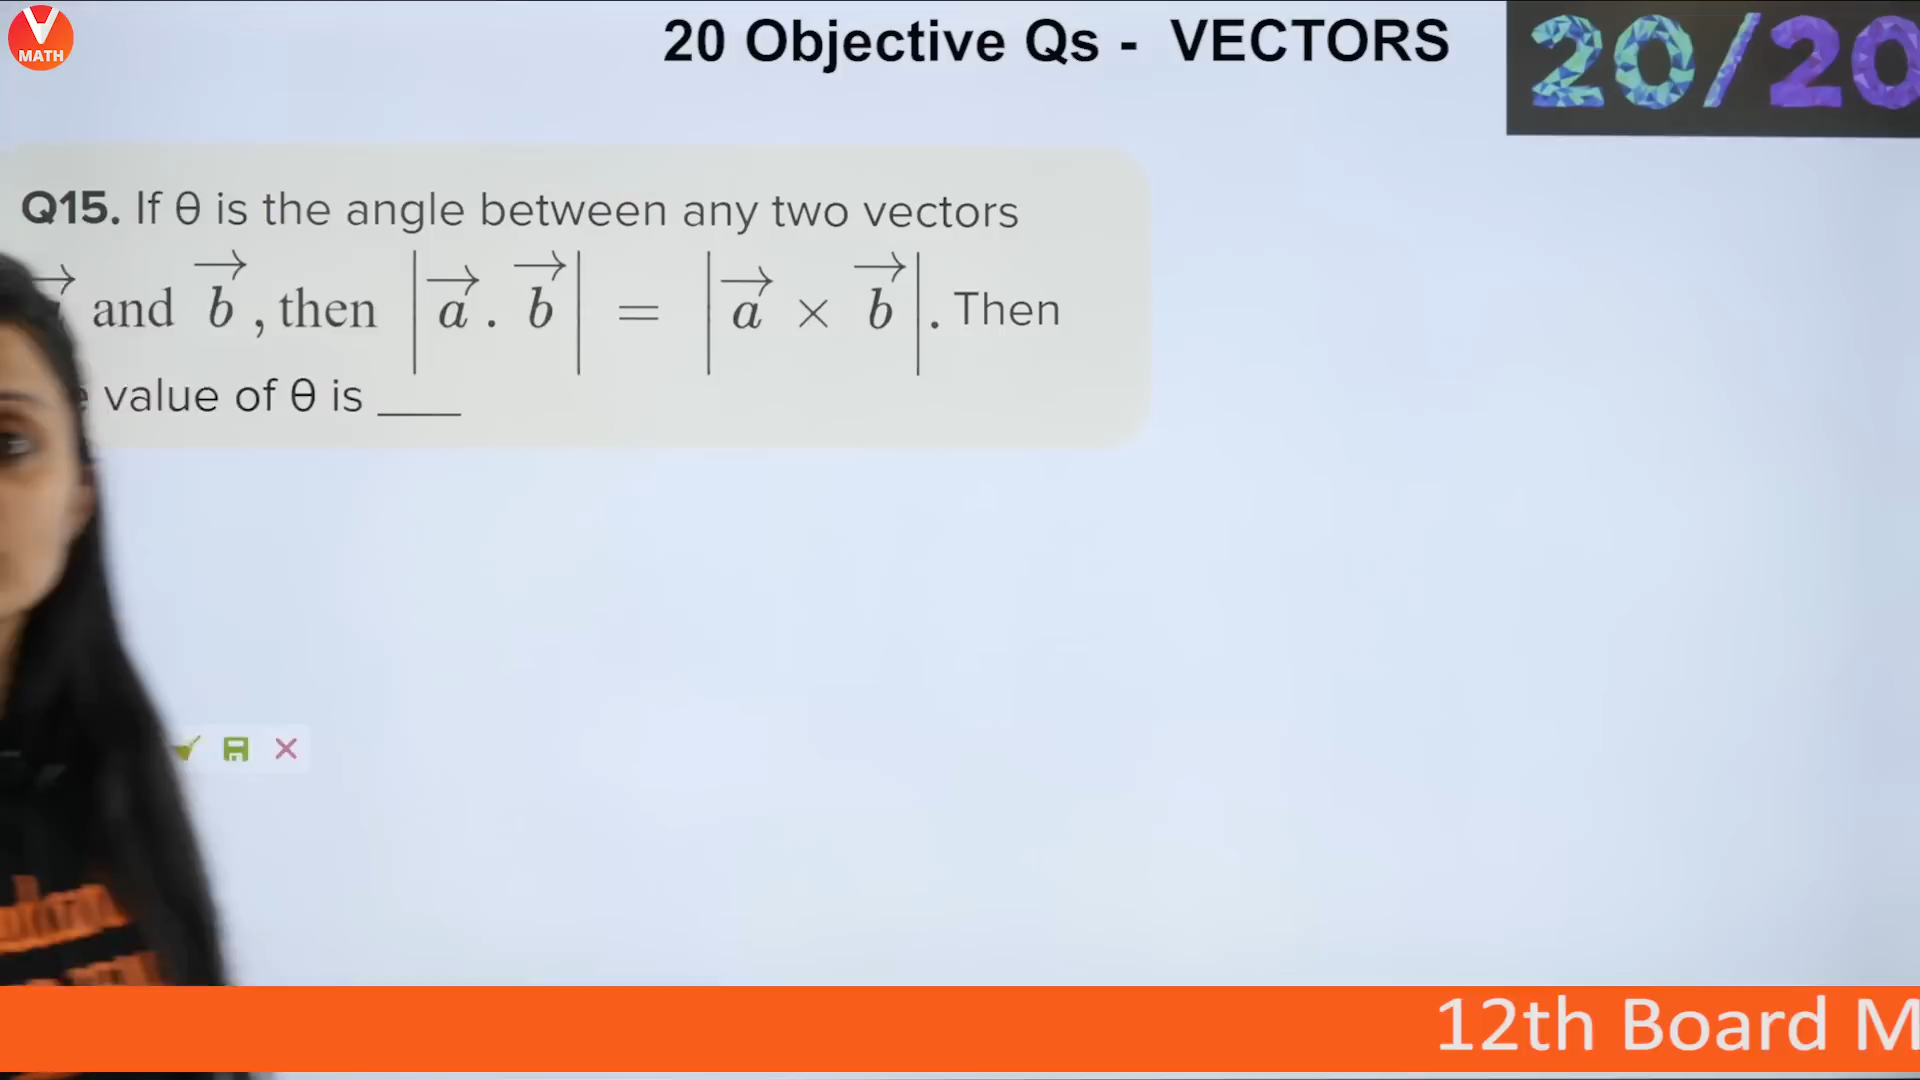 V
MATH
20 Objective Qs - VECTORS
20/20
Q15. If θ is the angle between any two vectors
and b⃗, then |a⃗ . b⃗| = |a⃗ × b⃗|. Then
value of θ is ____
12th Board M